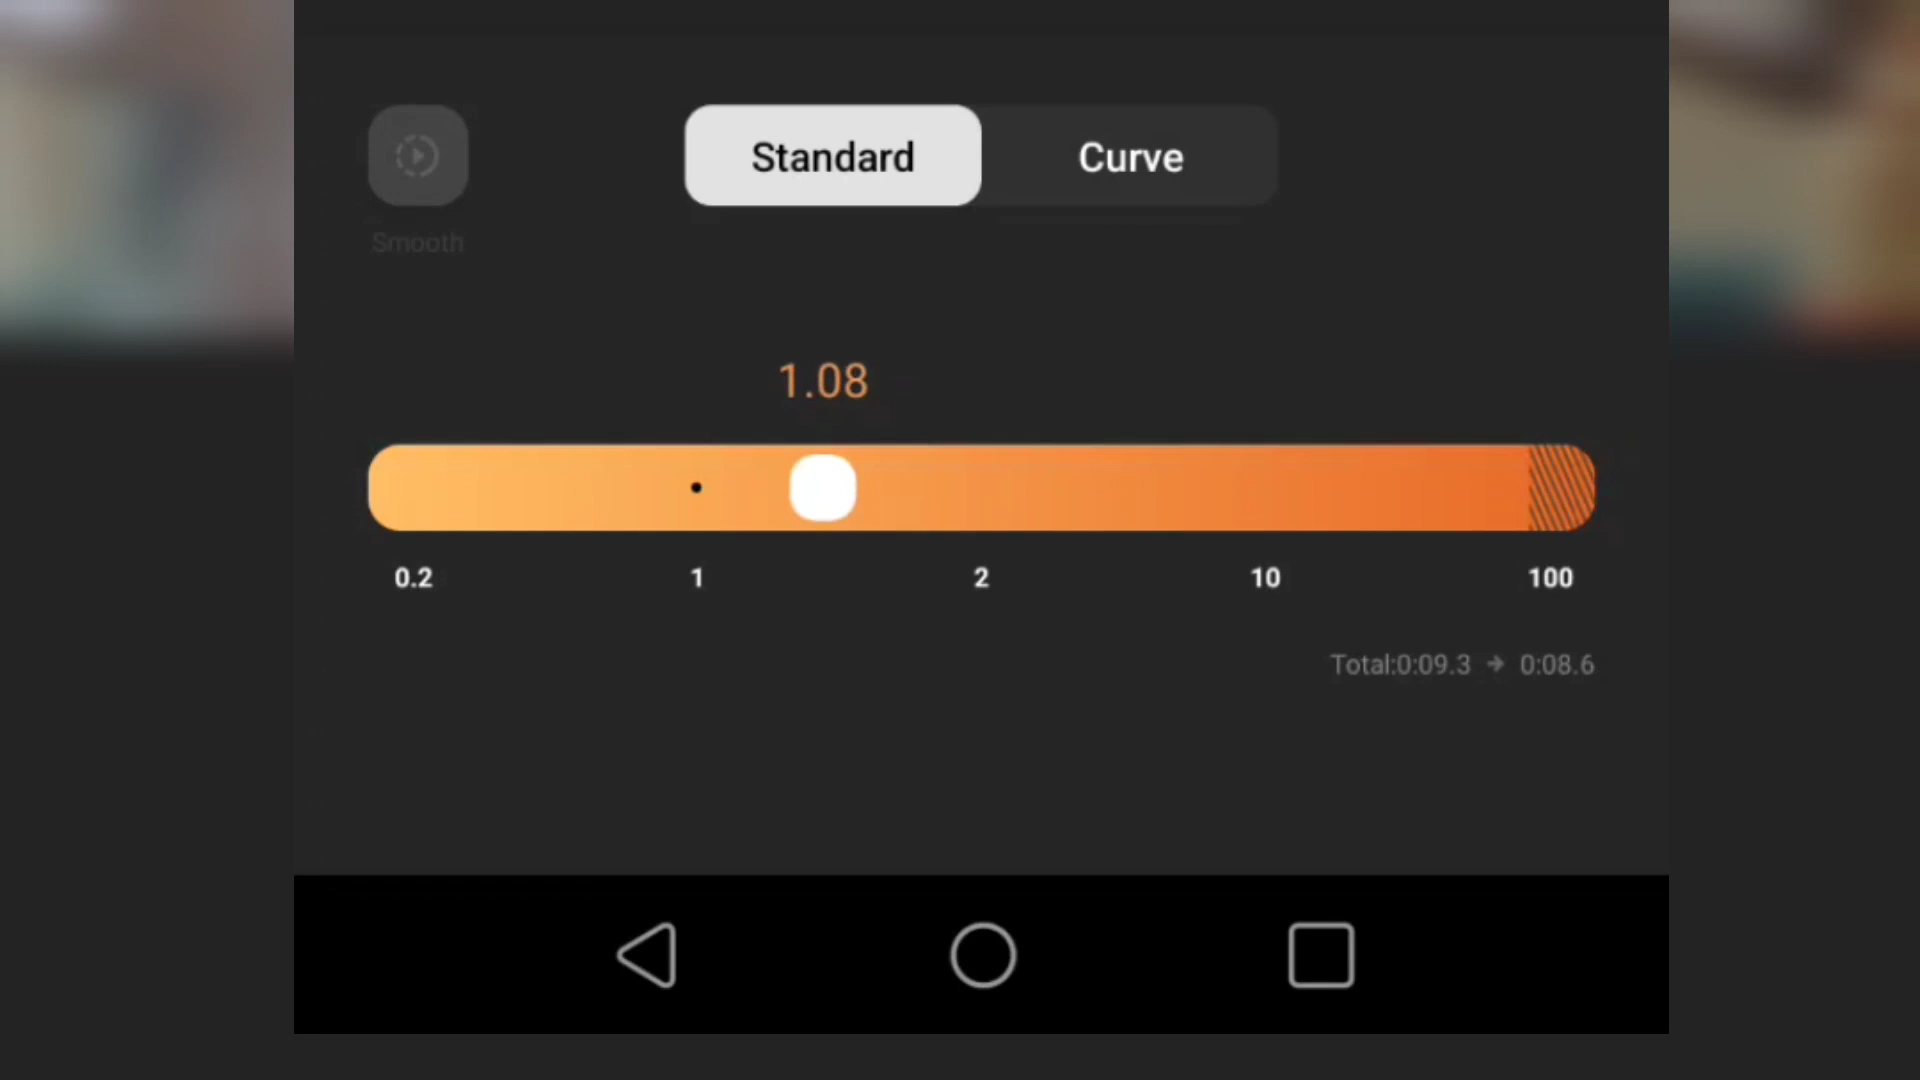 Standard Curve
Smooth
1.08
0.2 1 2 10 100
Total:0:09.3 → 0:08.6